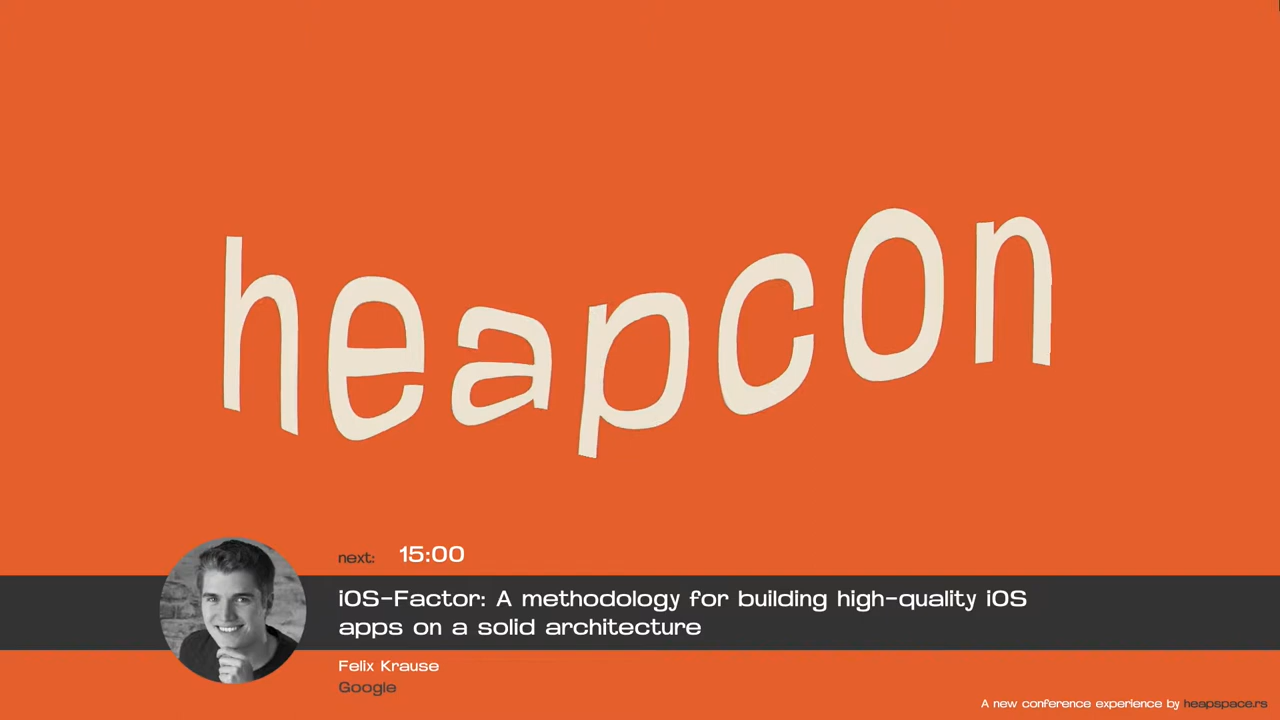 heapcon
next: 15:00
iOS-Factor: A methodology for building high-quality iOS
apps on a solid architecture
Felix Krause
Google
A new conference experience by heapspace.rs